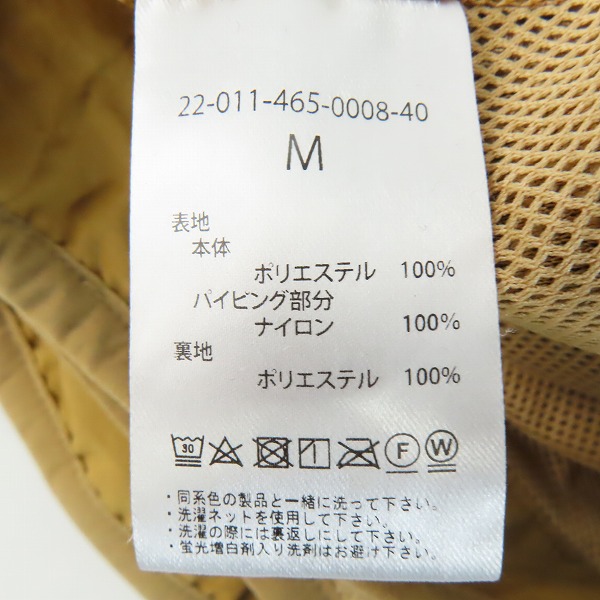 22-011-465-0008-40
M
表地
本体
ポリエステル 100%
パイピング部分
ナイロン 100%
裏地
ポリエステル 100%
30 F W
・同系色の製品と一緒に洗って下さい。
・洗濯ネットを使用して下さい。
・洗濯の際には裏返しにして下さい。
・蛍光増白剤入り洗剤はお避け下さい。